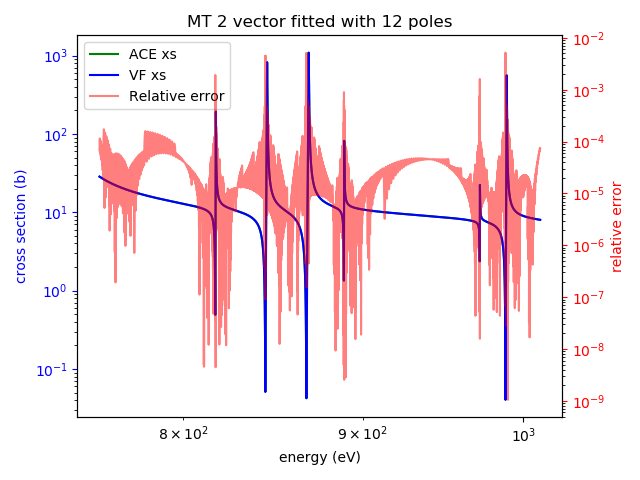 MT 2 vector fitted with 12 poles
ACE xs
VF xs
Relative error
cross section (b)
10³
10²
10¹
10⁰
10⁻¹
10⁻²
10⁻³
10⁻⁴
10⁻⁵
10⁻⁶
10⁻⁷
10⁻⁸
10⁻⁹
relative error
8 × 10² 9 × 10² 10³
energy (eV)